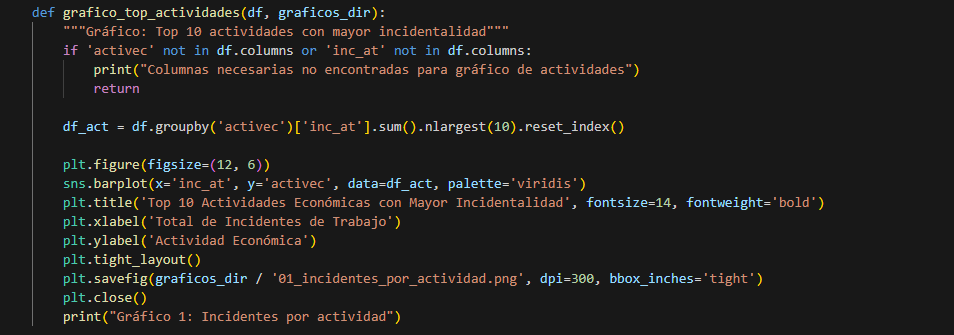 def grafico_top_actividades(df, graficos_dir):
    """Gráfico: Top 10 actividades con mayor incidentalidad"""
    if 'activec' not in df.columns or 'inc_at' not in df.columns:
        print("Columnas necesarias no encontradas para gráfico de actividades")
        return

    df_act = df.groupby('activec')['inc_at'].sum().nlargest(10).reset_index()

    plt.figure(figsize=(12, 6))
    sns.barplot(x='inc_at', y='activec', data=df_act, palette='viridis')
    plt.title('Top 10 Actividades Económicas con Mayor Incidentalidad', fontsize=14, fontweight='bold')
    plt.xlabel('Total de Incidentes de Trabajo')
    plt.ylabel('Actividad Económica')
    plt.tight_layout()
    plt.savefig(graficos_dir / '01_incidentes_por_actividad.png', dpi=300, bbox_inches='tight')
    plt.close()
    print("Gráfico 1: Incidentes por actividad")